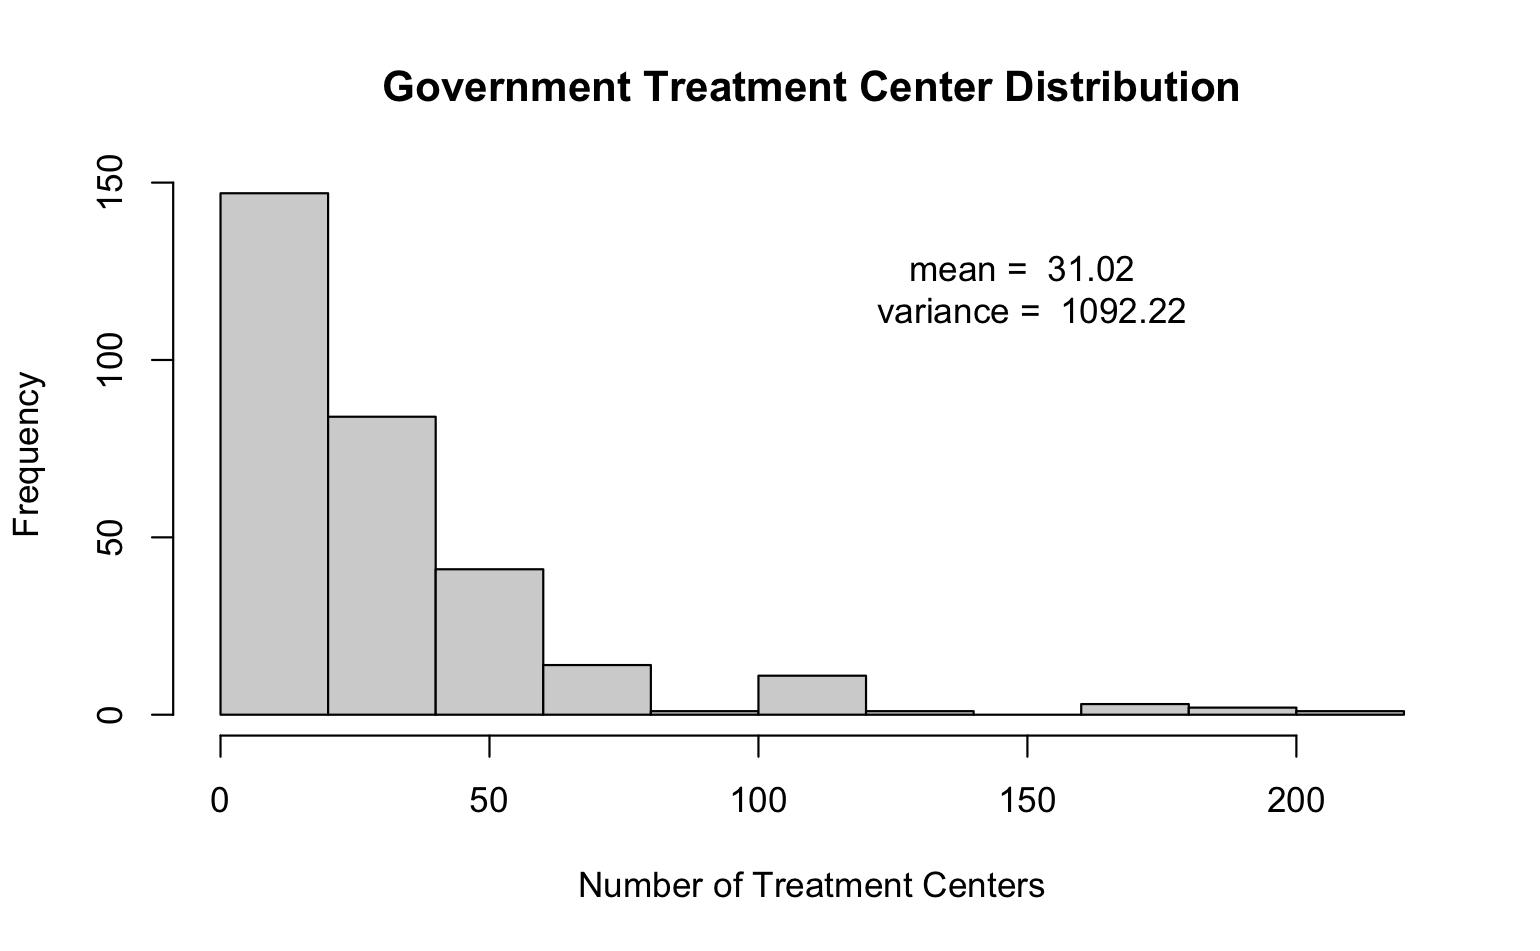 Government Treatment Center Distribution
150
100
50
0
Frequency
mean =  31.02
variance =  1092.22
0 50 100 150 200
Number of Treatment Centers